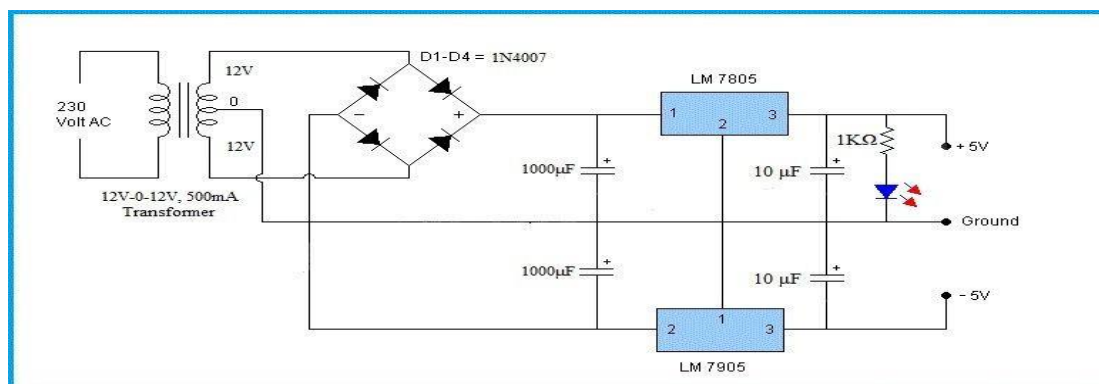 D1-D4 = 1N4007
12V
0
12V
230
Volt AC
12V-0-12V, 500mA
Transformer
−
+
LM 7805
1
2
3
1000µF
+
10 µF
+
1KΩ
+ 5V
Ground
1000µF
+
10 µF
+
- 5V
2
1
3
LM 7905